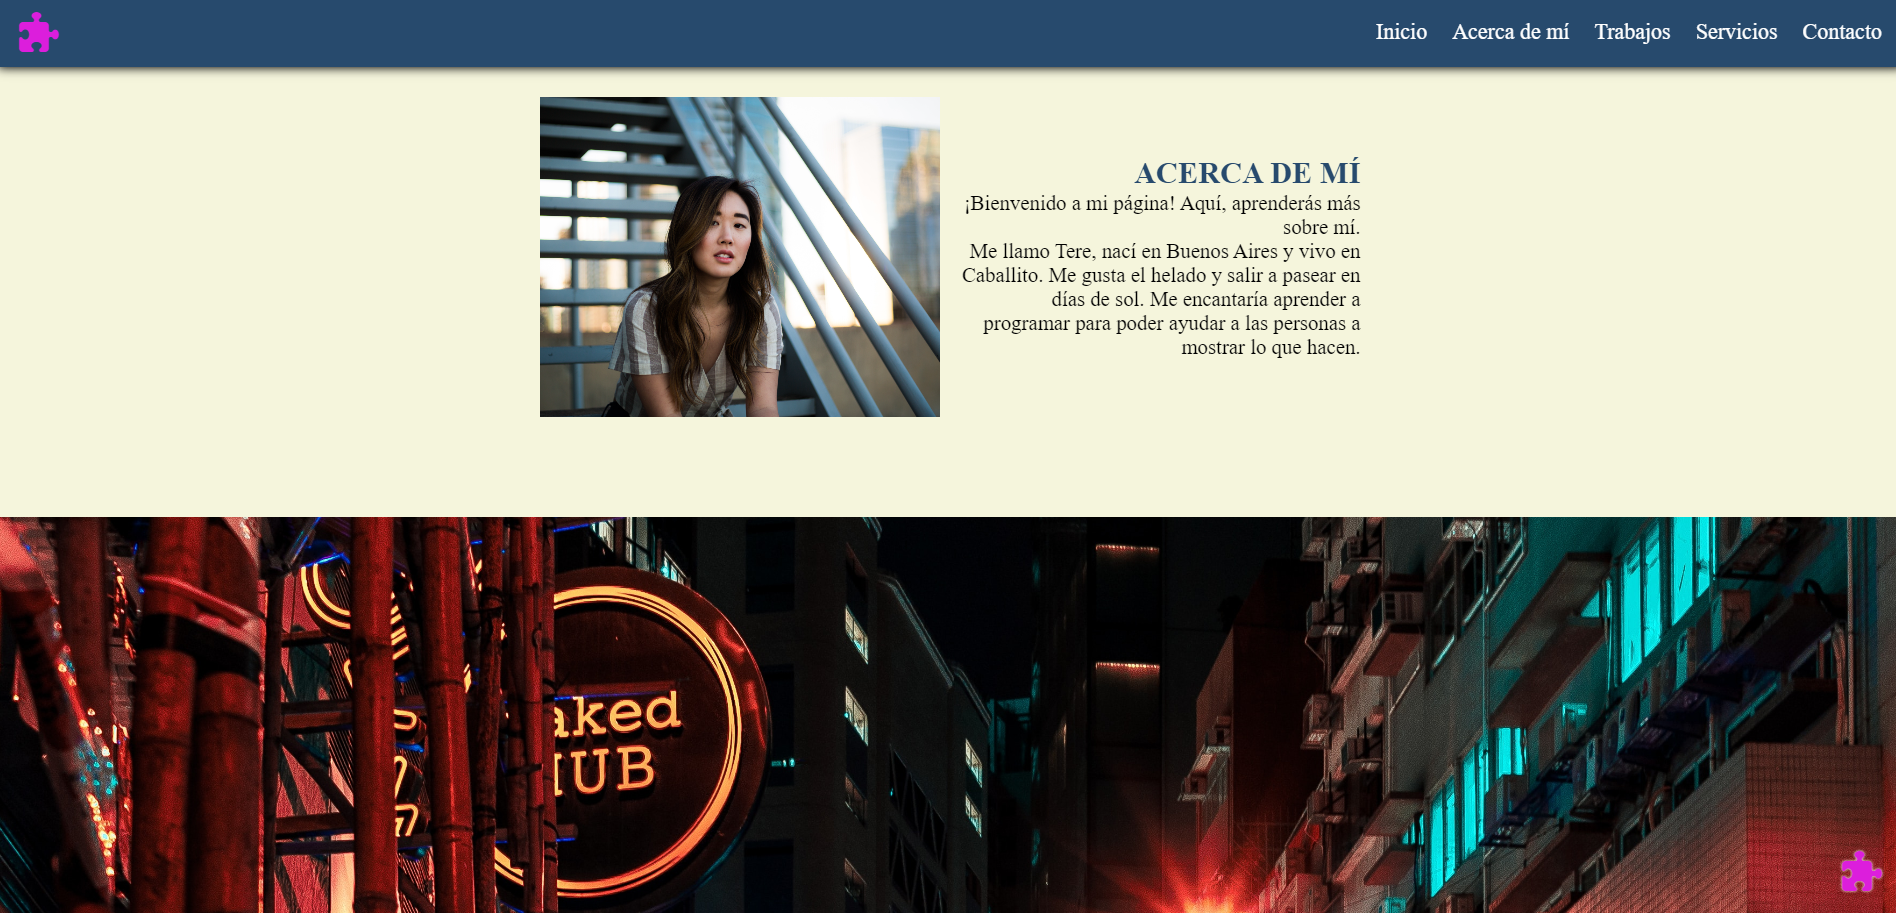 Inicio Acerca de mí Trabajos Servicios Contacto
ACERCA DE MÍ
¡Bienvenido a mi página! Aquí, aprenderás más
sobre mí.
Me llamo Tere, nací en Buenos Aires y vivo en
Caballito. Me gusta el helado y salir a pasear en
días de sol. Me encantaría aprender a
programar para poder ayudar a las personas a
mostrar lo que hacen.
aked
HUB